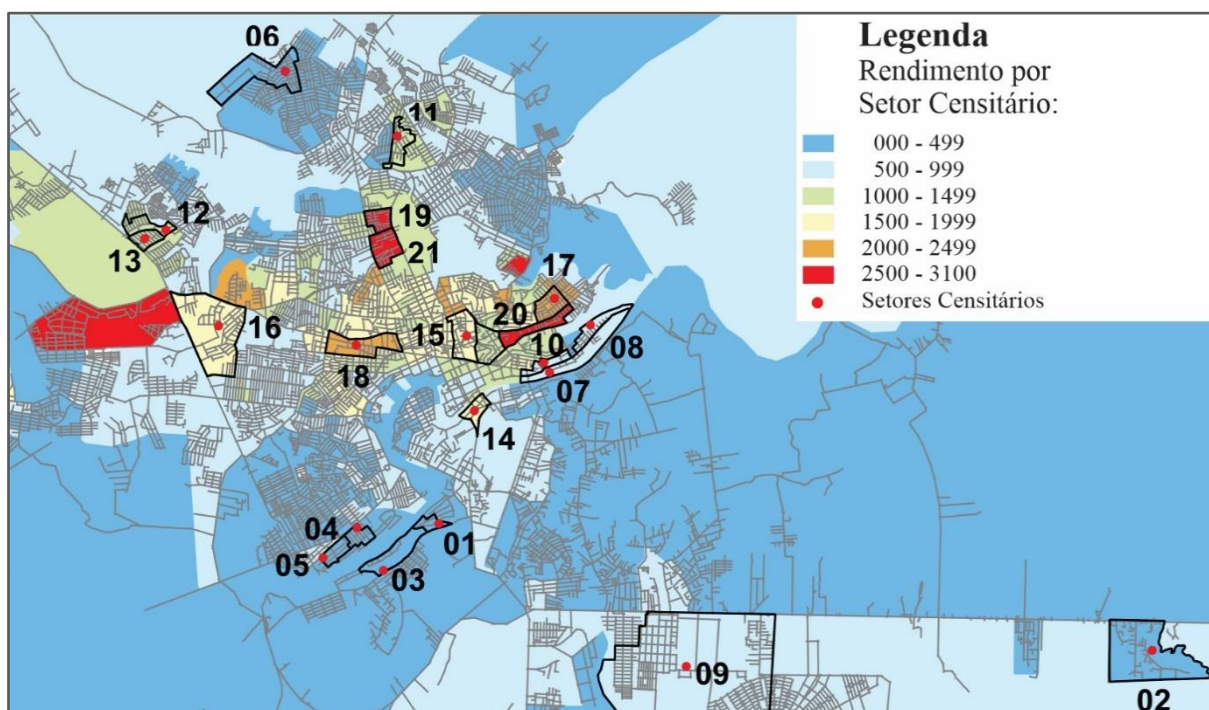 06
Legenda
Rendimento por
Setor Censitário:
000 - 499
500 - 999
1000 - 1499
1500 - 1999
2000 - 2499
2500 - 3100
Setores Censitários
11
12
13
19
21
17
20
16
15
10
08
18
07
14
04
01
05
03
09
02